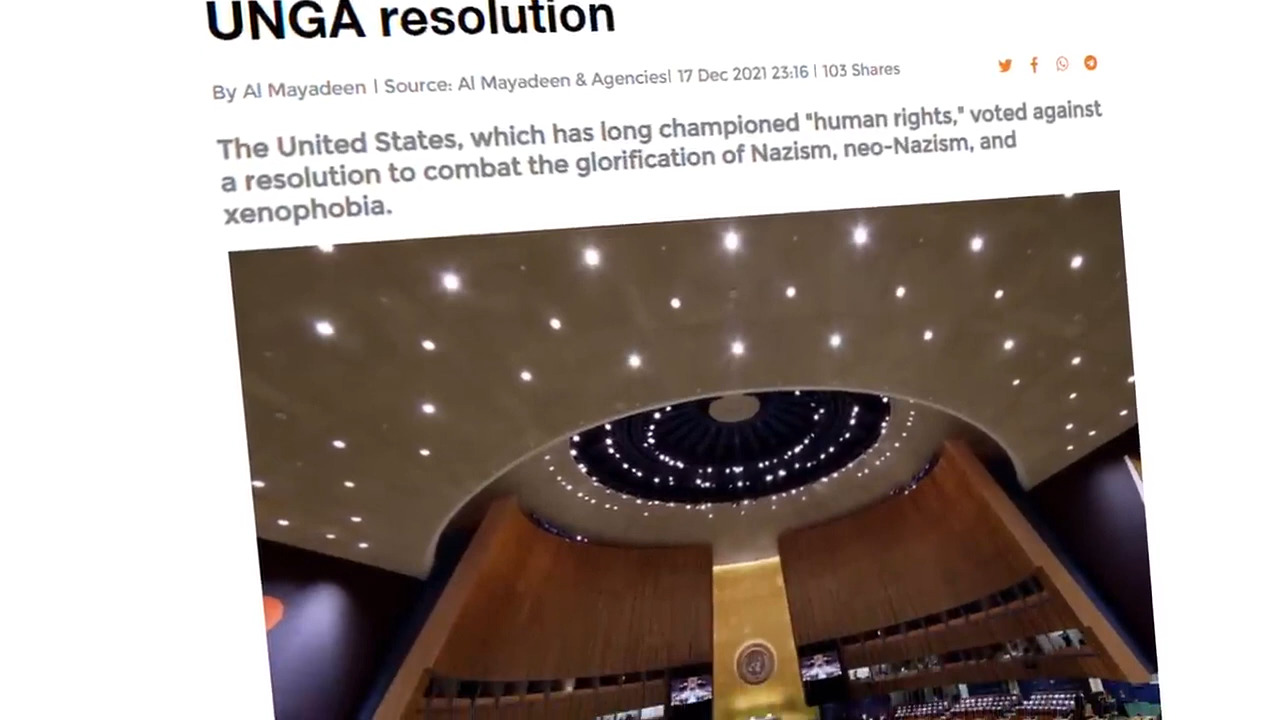 UNGA resolution
By Al Mayadeen | Source: Al Mayadeen & Agencies| 17 Dec 2021 23:16 | 103 Shares
The United States, which has long championed "human rights," voted against
a resolution to combat the glorification of Nazism, neo-Nazism, and
xenophobia.